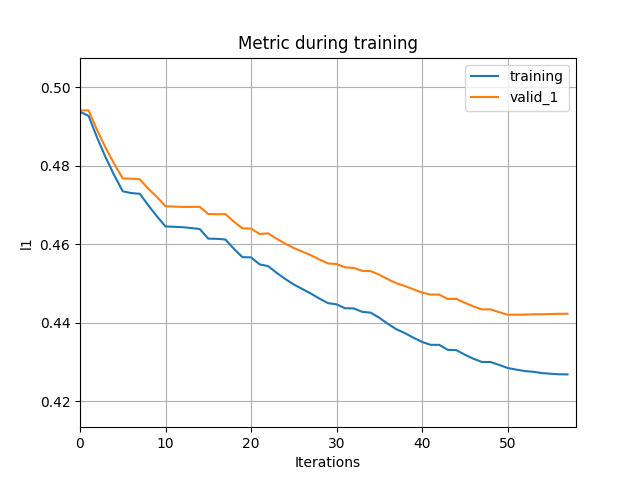 Metric during training
training
valid_1
0.50
0.48
0.46
0.44
0.42
l1
0 10 20 30 40 50
Iterations